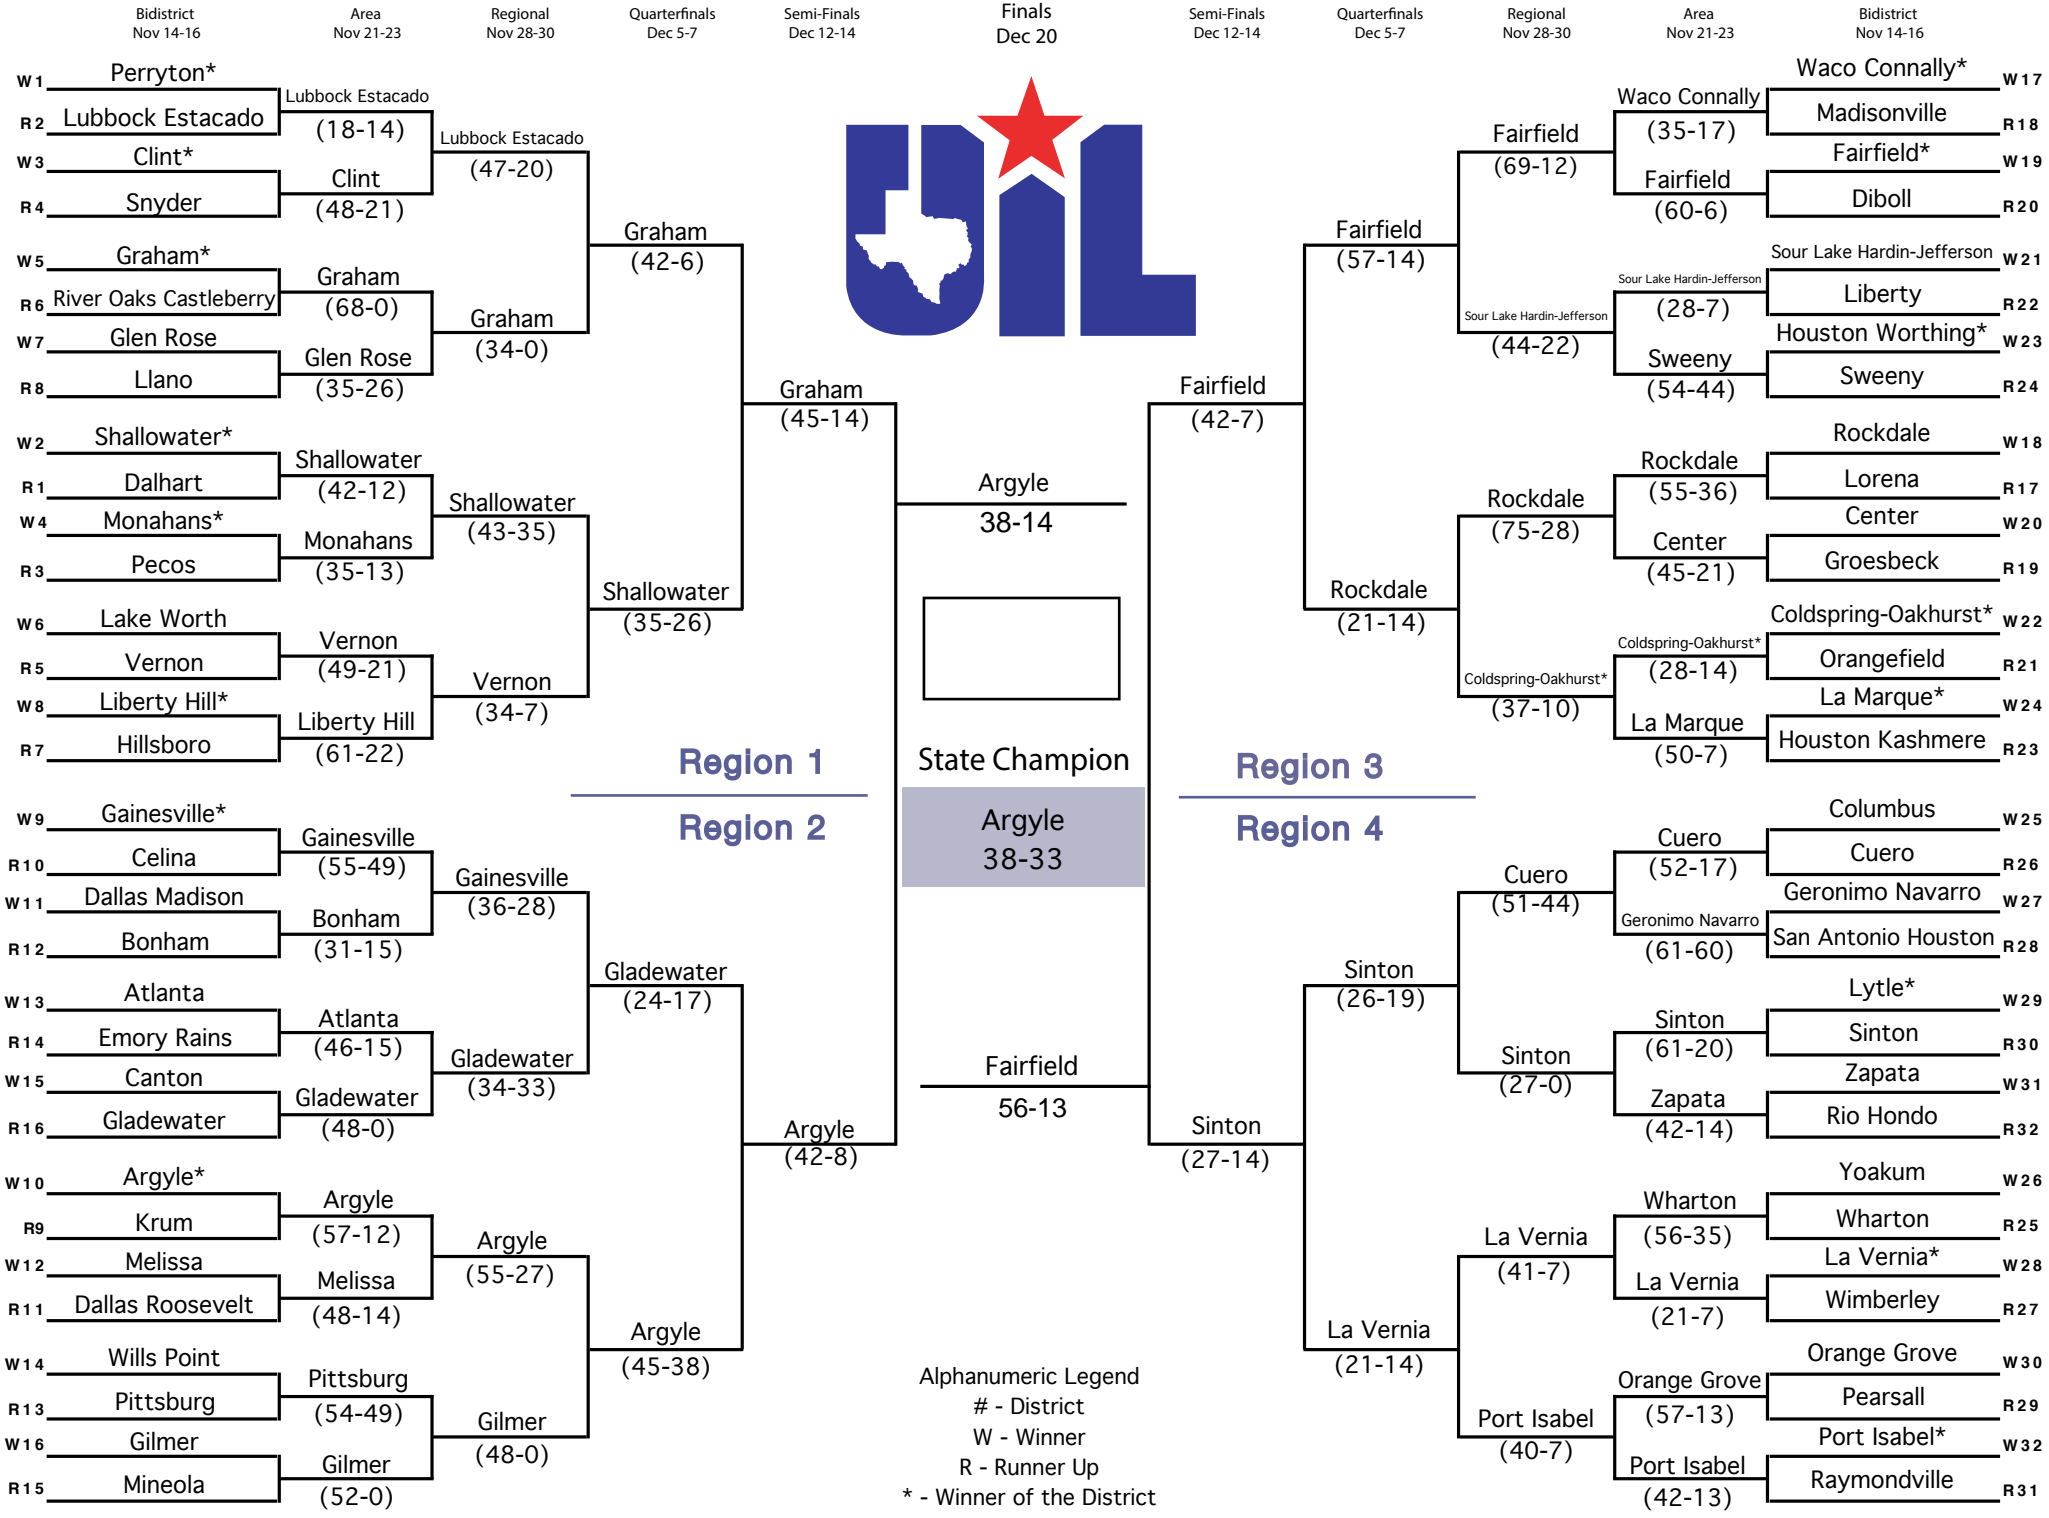 Bidistrict
Nov 14-16
Area
Nov 21-23
Regional
Nov 28-30
Quarterfinals
Dec 5-7
Semi-Finals
Dec 12-14
Finals
Dec 20
Semi-Finals
Dec 12-14
Quarterfinals
Dec 5-7
Regional
Nov 28-30
Area
Nov 21-23
Bidistrict
Nov 14-16
W1 Perryton*
R2 Lubbock Estacado
W3 Clint*
R4 Snyder
W5 Graham*
R6 River Oaks Castleberry
W7 Glen Rose
R8 Llano
W2 Shallowater*
R1 Dalhart
W4 Monahans*
R3 Pecos
W6 Lake Worth
R5 Vernon
W8 Liberty Hill*
R7 Hillsboro
W9 Gainesville*
R10 Celina
W11 Dallas Madison
R12 Bonham
W13 Atlanta
R14 Emory Rains
W15 Canton
R16 Gladewater
W10 Argyle*
R9 Krum
W12 Melissa
R11 Dallas Roosevelt
W14 Wills Point
R13 Pittsburg
W16 Gilmer
R15 Mineola
Lubbock Estacado
(18-14)
Clint
(48-21)
Graham
(68-0)
Glen Rose
(35-26)
Shallowater
(42-12)
Monahans
(35-13)
Vernon
(49-21)
Liberty Hill
(61-22)
Gainesville
(55-49)
Bonham
(31-15)
Atlanta
(46-15)
Gladewater
(48-0)
Argyle
(57-12)
Melissa
(48-14)
Pittsburg
(54-49)
Gilmer
(52-0)
Lubbock Estacado
(47-20)
Graham
(34-0)
Shallowater
(43-35)
Vernon
(34-7)
Gainesville
(36-28)
Gladewater
(34-33)
Argyle
(55-27)
Gilmer
(48-0)
Graham
(42-6)
Shallowater
(35-26)
Gladewater
(24-17)
Argyle
(45-38)
Graham
(45-14)
Argyle
(42-8)
Region 1
Region 2
UIL
Argyle
38-14
State Champion
Argyle
38-33
Fairfield
56-13
Alphanumeric Legend
# - District
W - Winner
R - Runner Up
* - Winner of the District
Region 3
Region 4
Fairfield
(42-7)
Sinton
(27-14)
Fairfield
(57-14)
Rockdale
(21-14)
Sinton
(26-19)
La Vernia
(21-14)
Fairfield
(69-12)
Sour Lake Hardin-Jefferson
(44-22)
Rockdale
(75-28)
Coldspring-Oakhurst*
(37-10)
Cuero
(51-44)
Sinton
(27-0)
La Vernia
(41-7)
Port Isabel
(40-7)
Waco Connally
(35-17)
Fairfield
(60-6)
Sour Lake Hardin-Jefferson
(28-7)
Sweeny
(54-44)
Rockdale
(55-36)
Center
(45-21)
Coldspring-Oakhurst*
(28-14)
La Marque
(50-7)
Cuero
(52-17)
Geronimo Navarro
(61-60)
Sinton
(61-20)
Zapata
(42-14)
Wharton
(56-35)
La Vernia
(21-7)
Orange Grove
(57-13)
Port Isabel
(42-13)
Waco Connally* W17
Madisonville R18
Fairfield* W19
Diboll R20
Sour Lake Hardin-Jefferson W21
Liberty R22
Houston Worthing* W23
Sweeny R24
Rockdale W18
Lorena R17
Center W20
Groesbeck R19
Coldspring-Oakhurst* W22
Orangefield R21
La Marque* W24
Houston Kashmere R23
Columbus W25
Cuero R26
Geronimo Navarro W27
San Antonio Houston R28
Lytle* W29
Sinton R30
Zapata W31
Rio Hondo R32
Yoakum W26
Wharton R25
La Vernia* W28
Wimberley R27
Orange Grove W30
Pearsall R29
Port Isabel* W32
Raymondville R31